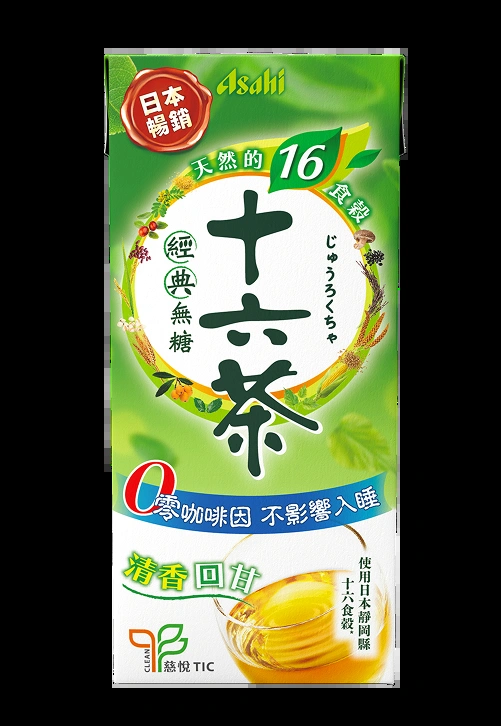 Asahi
日本
暢銷
天然的16食穀
十六茶
じゅうろくちゃ
經典無糖
0零咖啡因 不影響入睡
清香回甘
使用日本靜岡縣
十六食穀*
CLEAN
慈悅TIC